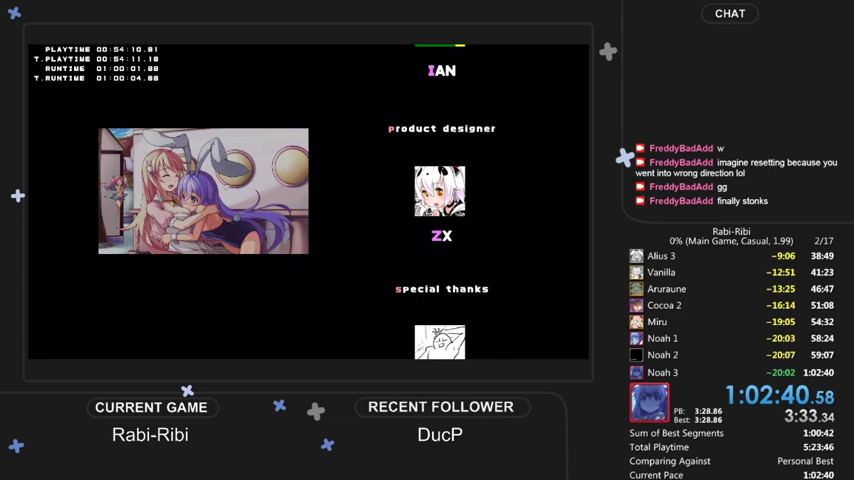 PLAYTIME 00:54:10.81
T.PLAYTIME 00:54:11.18
RUNTIME 01:00:01.88
T.RUNTIME 01:00:04.68
IAN
product designer
ZX
special thanks
CHAT
FreddyBadAdd w
FreddyBadAdd imagine resetting because you
went into wrong direction lol
FreddyBadAdd gg
FreddyBadAdd finally stonks
Rabi-Ribi
0% (Main Game, Casual, 1.99) 2/17
Alius 3 -9:06 38:49
Vanilla -12:51 41:23
Aruraune -13:25 46:47
Cocoa 2 -16:14 51:08
Miru -19:05 54:32
Noah 1 -20:03 58:24
Noah 2 -20:07 59:07
Noah 3 -20:02 1:02:40
1:02:40.58
PB: 3:28.86
Best: 3:28.86
3:33.34
Sum of Best Segments 1:00:42
Total Playtime 5:23:46
Comparing Against Personal Best
Current Pace 1:02:40
CURRENT GAME
Rabi-Ribi
RECENT FOLLOWER
DucP